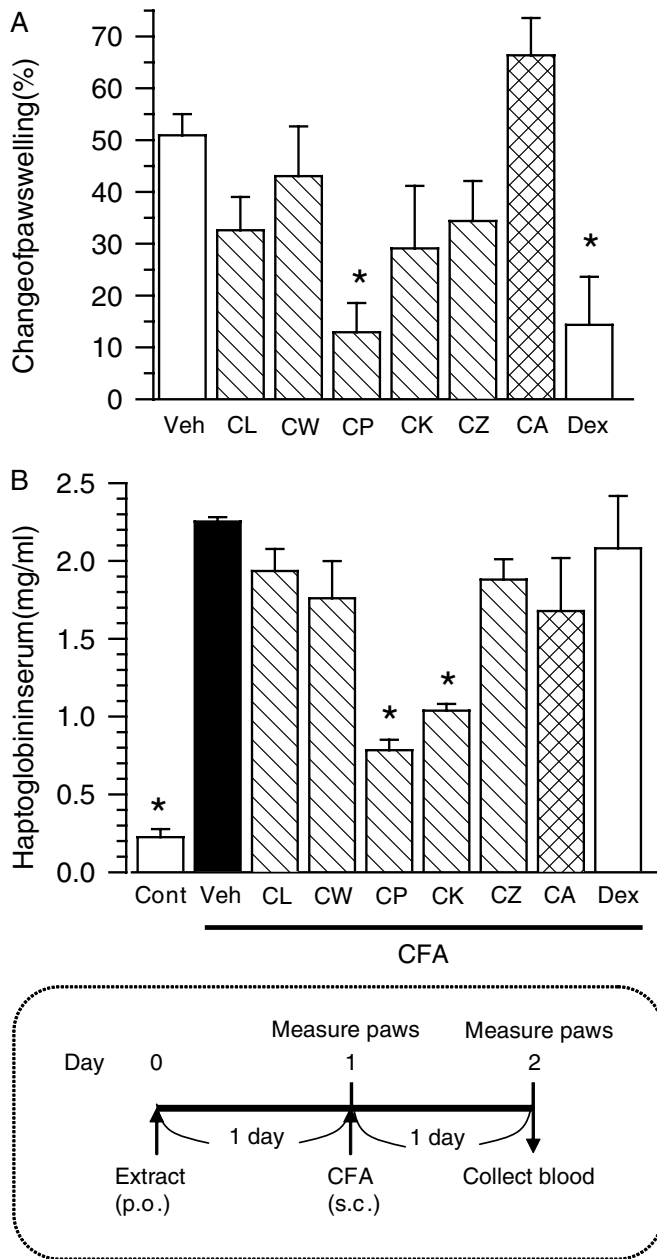 A
Changeofpawswelling(%)
70
60
50
40
30
20
10
0
*
*
Veh CL CW CP CK CZ CA Dex
B
Haptoglobininserum(mg/ml)
2.5
2.0
1.5
1.0
0.5
0.0
*
*
*
Cont Veh CL CW CP CK CZ CA Dex
CFA
Measure paws Measure paws
Day 0 1 2
1 day 1 day
Extract CFA Collect blood
(p.o.) (s.c.)